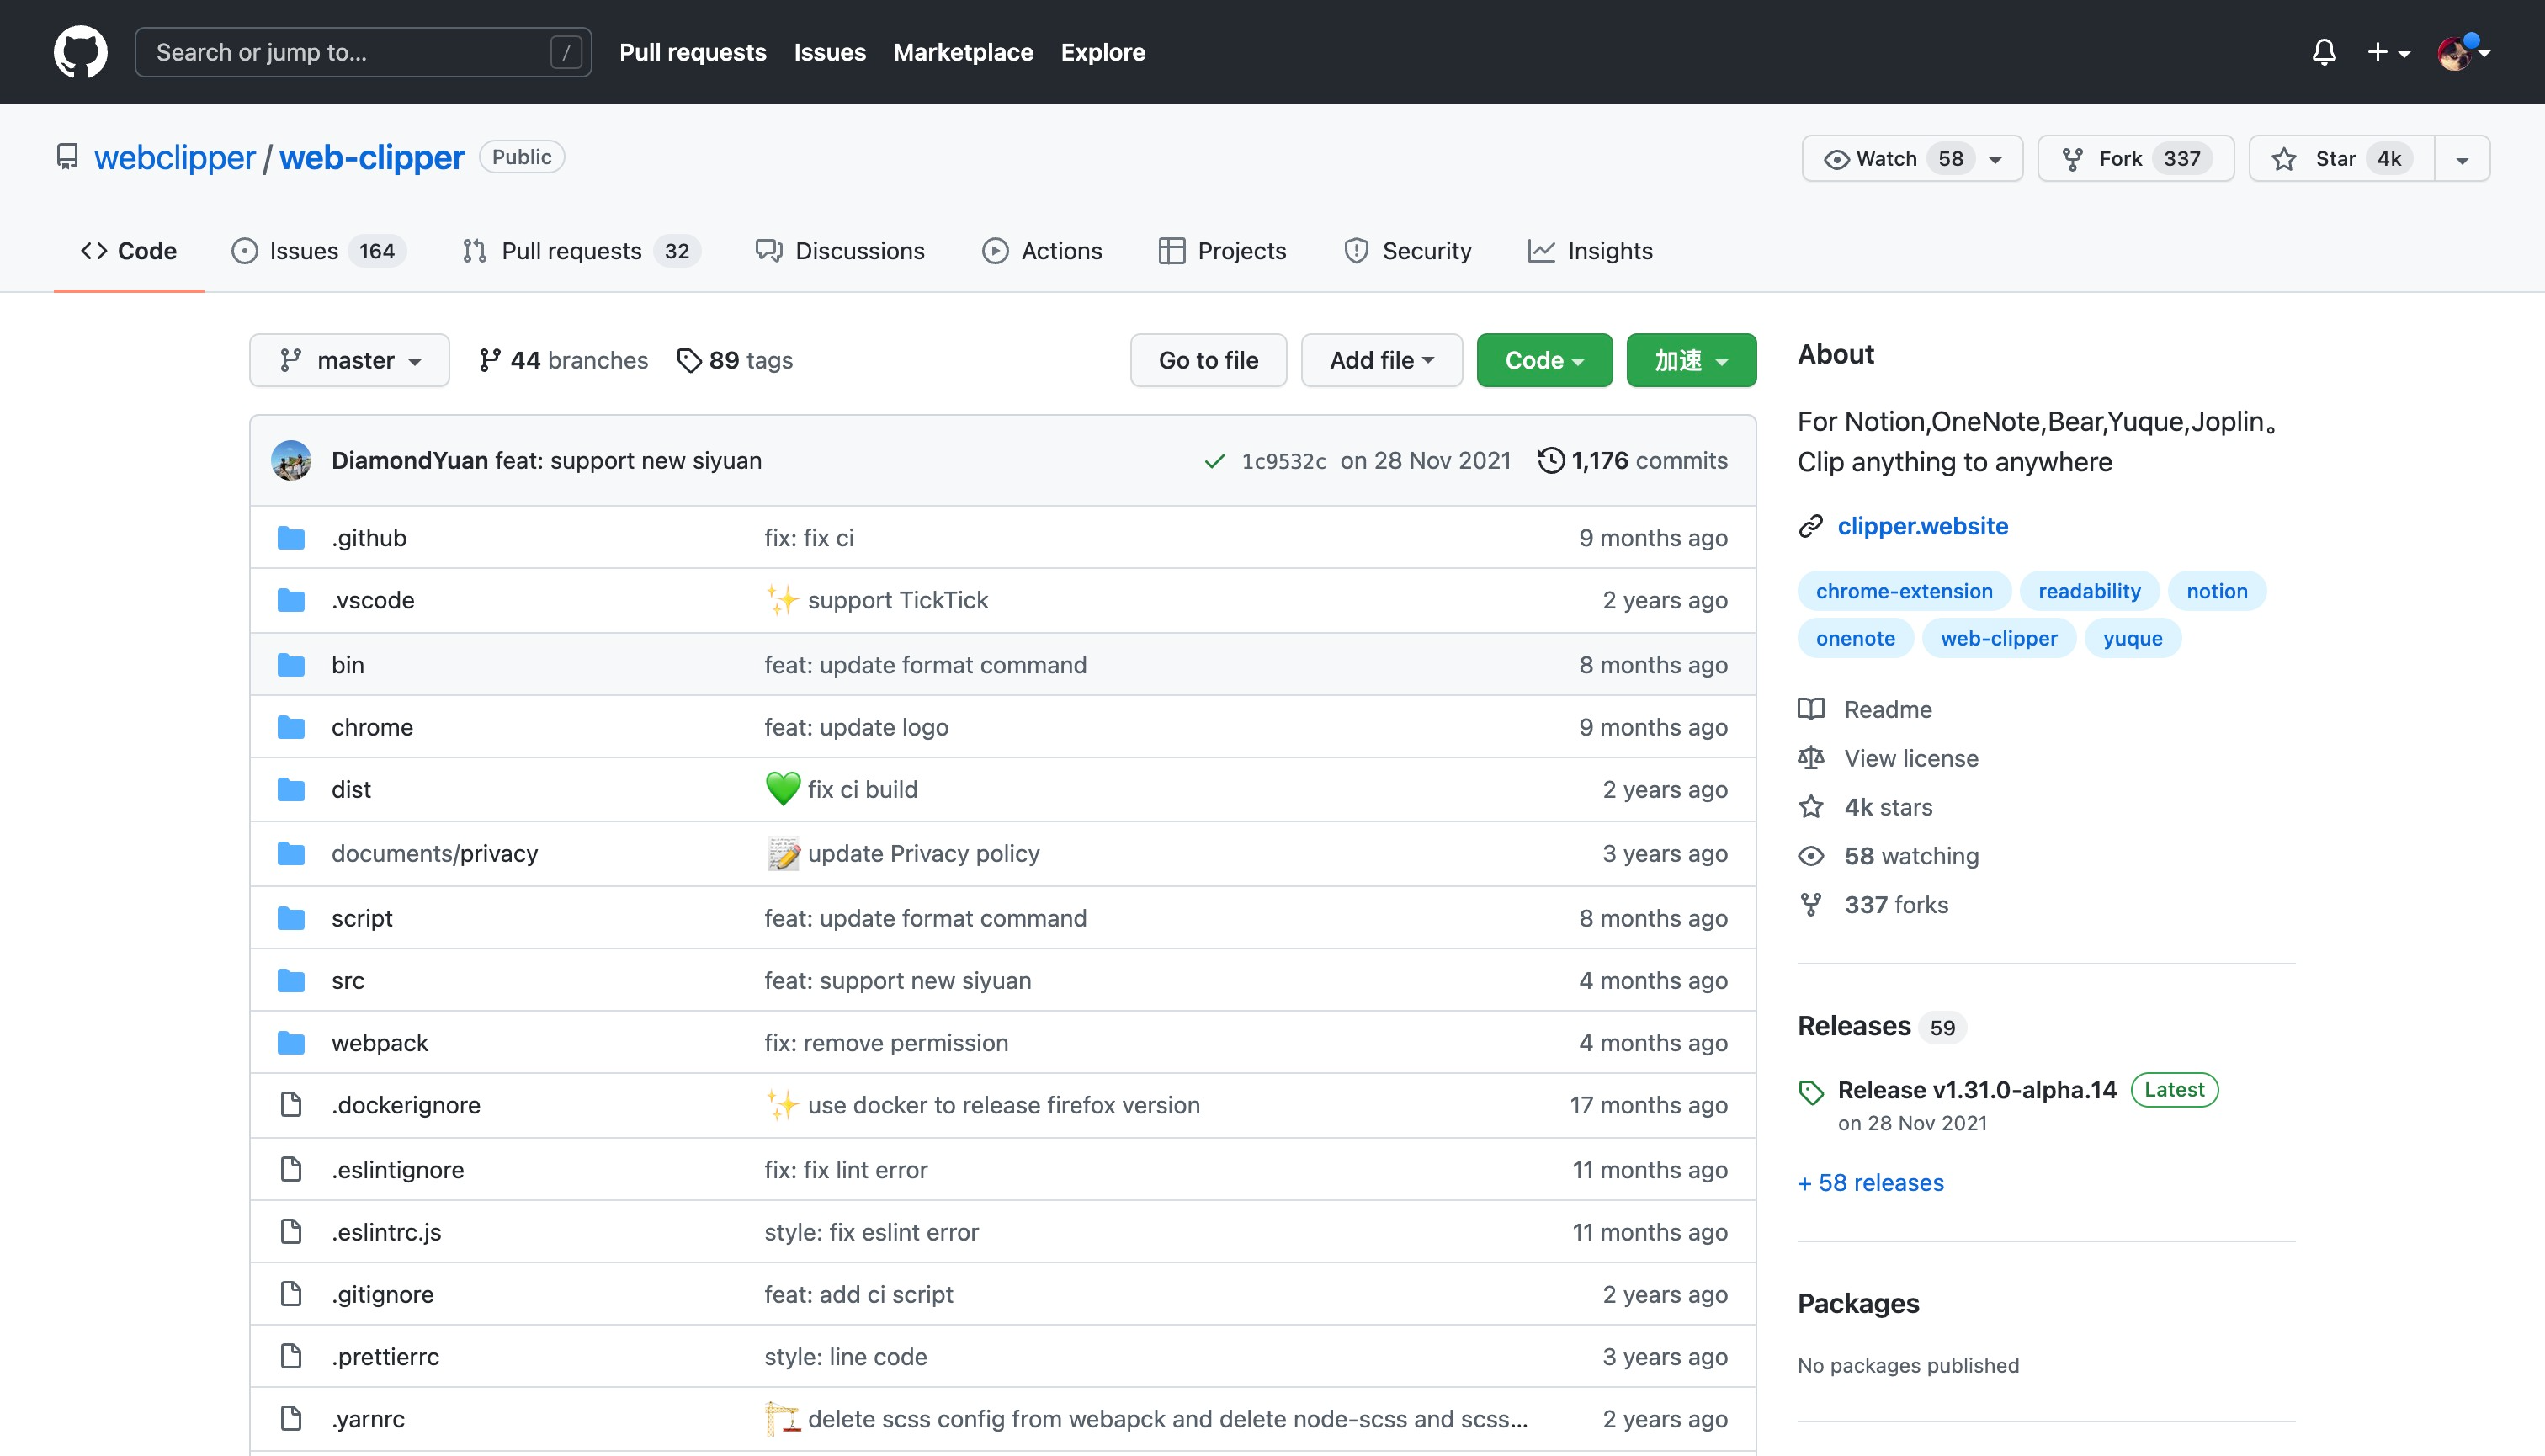 Search or jump to... /
Pull requests Issues Marketplace Explore
webclipper / web-clipper Public
Watch 58 Fork 337 Star 4k
Code Issues 164 Pull requests 32 Discussions Actions Projects Security Insights
master 44 branches 89 tags Go to file Add file Code 加速
DiamondYuan feat: support new siyuan 1c9532c on 28 Nov 2021 1,176 commits
.github fix: fix ci 9 months ago
.vscode ✨ support TickTick 2 years ago
bin feat: update format command 8 months ago
chrome feat: update logo 9 months ago
dist 💚 fix ci build 2 years ago
documents/privacy 📝 update Privacy policy 3 years ago
script feat: update format command 8 months ago
src feat: support new siyuan 4 months ago
webpack fix: remove permission 4 months ago
.dockerignore ✨ use docker to release firefox version 17 months ago
.eslintignore fix: fix lint error 11 months ago
.eslintrc.js style: fix eslint error 11 months ago
.gitignore feat: add ci script 2 years ago
.prettierrc style: line code 3 years ago
.yarnrc 🏗 delete scss config from webapck and delete node-scss and scss... 2 years ago
About
For Notion,OneNote,Bear,Yuque,Joplin。
Clip anything to anywhere
clipper.website
chrome-extension readability notion
onenote web-clipper yuque
Readme
View license
4k stars
58 watching
337 forks
Releases 59
Release v1.31.0-alpha.14 Latest
on 28 Nov 2021
+ 58 releases
Packages
No packages published